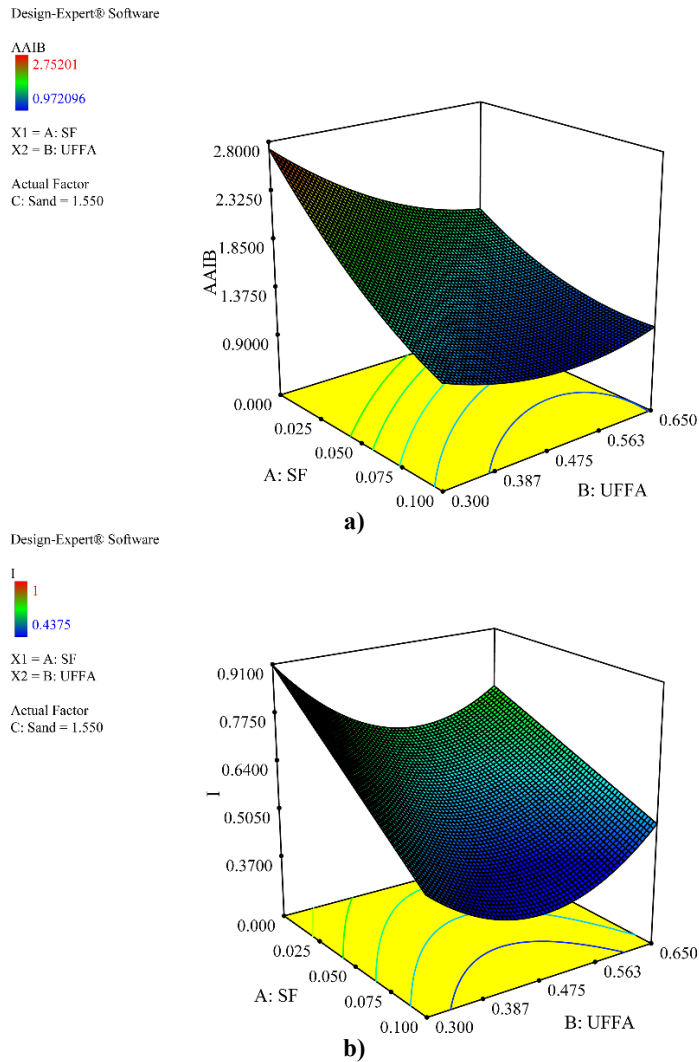 Design-Expert® Software
AAIB
2.75201
0.972096
X1 = A: SF
X2 = B: UFFA
Actual Factor
C: Sand = 1.550
2.8000
2.3250
1.8500
1.3750
0.9000
AAIB
0.000
0.025
0.050
0.075
0.100
A: SF
0.300
0.387
0.475
0.563
0.650
B: UFFA
a)
Design-Expert® Software
I
1
0.4375
X1 = A: SF
X2 = B: UFFA
Actual Factor
C: Sand = 1.550
0.9100
0.7750
0.6400
0.5050
0.3700
I
0.000
0.025
0.050
0.075
0.100
A: SF
0.300
0.387
0.475
0.563
0.650
B: UFFA
b)